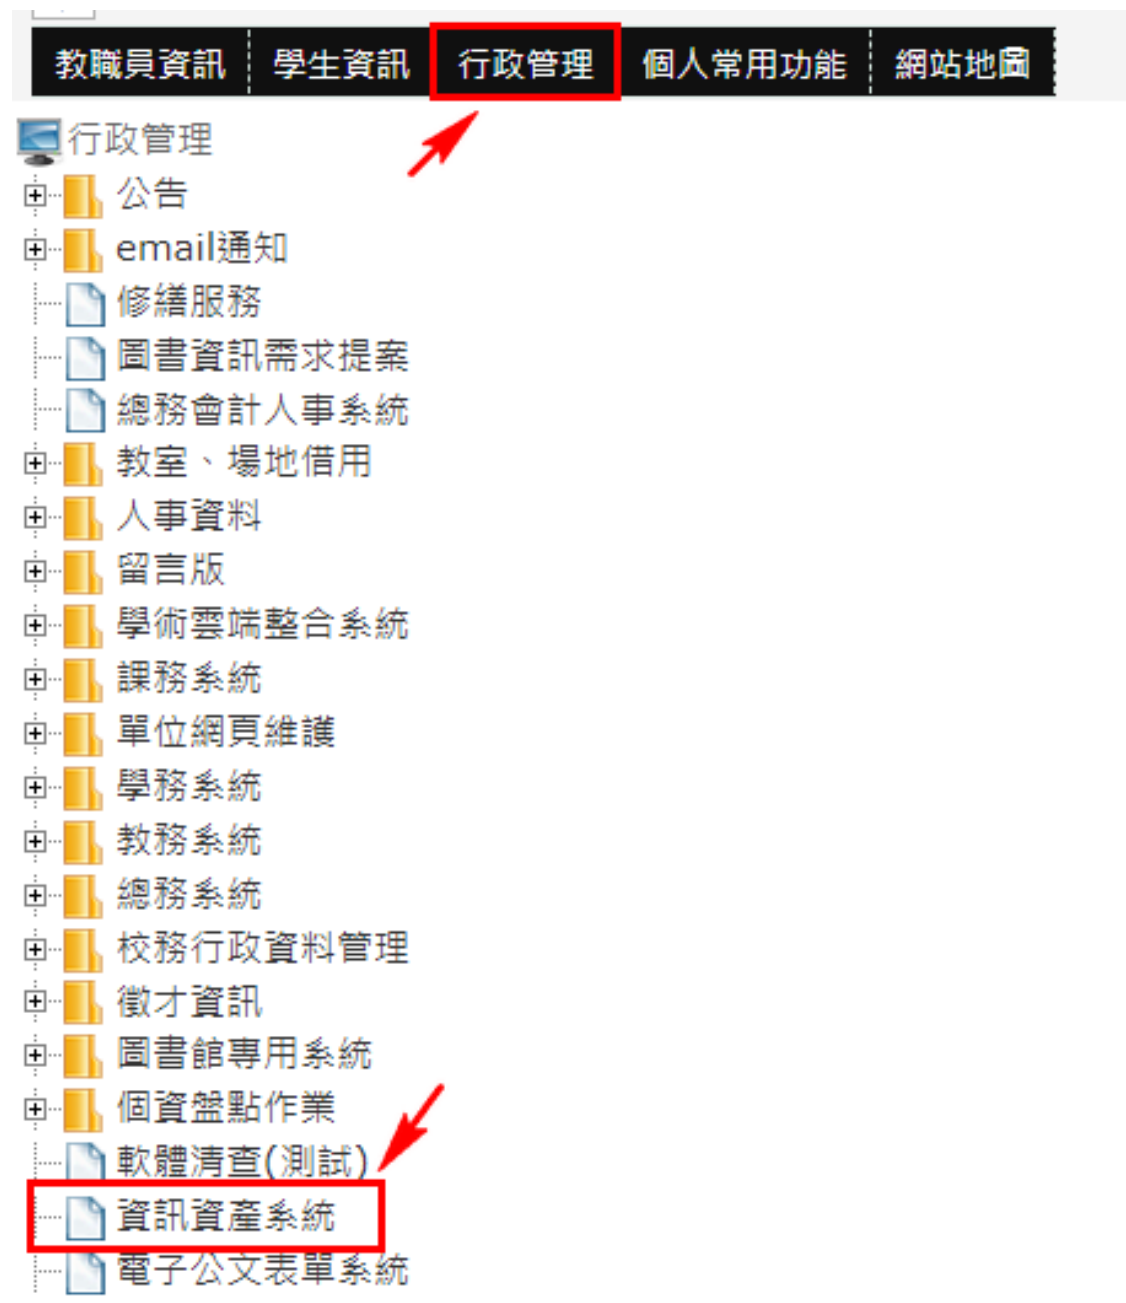 教職員資訊 學生資訊 行政管理 個人常用功能 網站地圖
行政管理
公告
email通知
修繕服務
圖書資訊需求提案
總務會計人事系統
教室、場地借用
人事資料
留言版
學術雲端整合系統
課務系統
單位網頁維護
學務系統
教務系統
總務系統
校務行政資料管理
徵才資訊
圖書館專用系統
個資盤點作業
軟體清查(測試)
資訊資產系統
電子公文表單系統